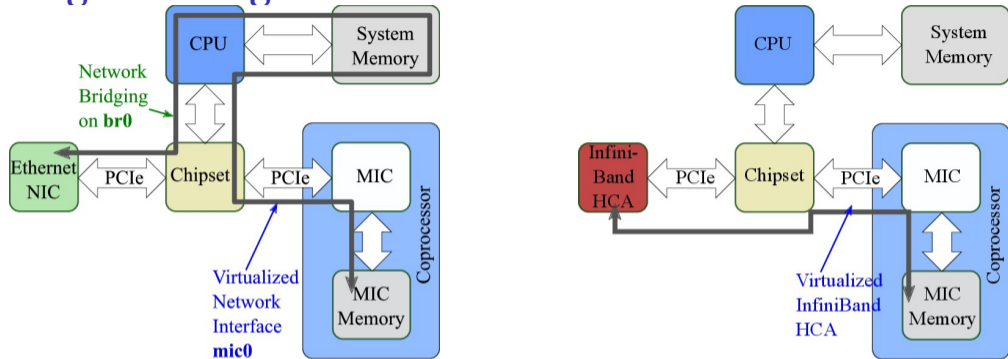 CPU
System
Memory
Network
Bridging
on br0
Ethernet
NIC
PCIe
Chipset
PCIe
MIC
Coprocessor
Virtualized
Network
Interface
mic0
MIC
Memory
CPU
System
Memory
Infini-
Band
HCA
PCIe
Chipset
PCIe
MIC
Coprocessor
Virtualized
InfiniBand
HCA
MIC
Memory